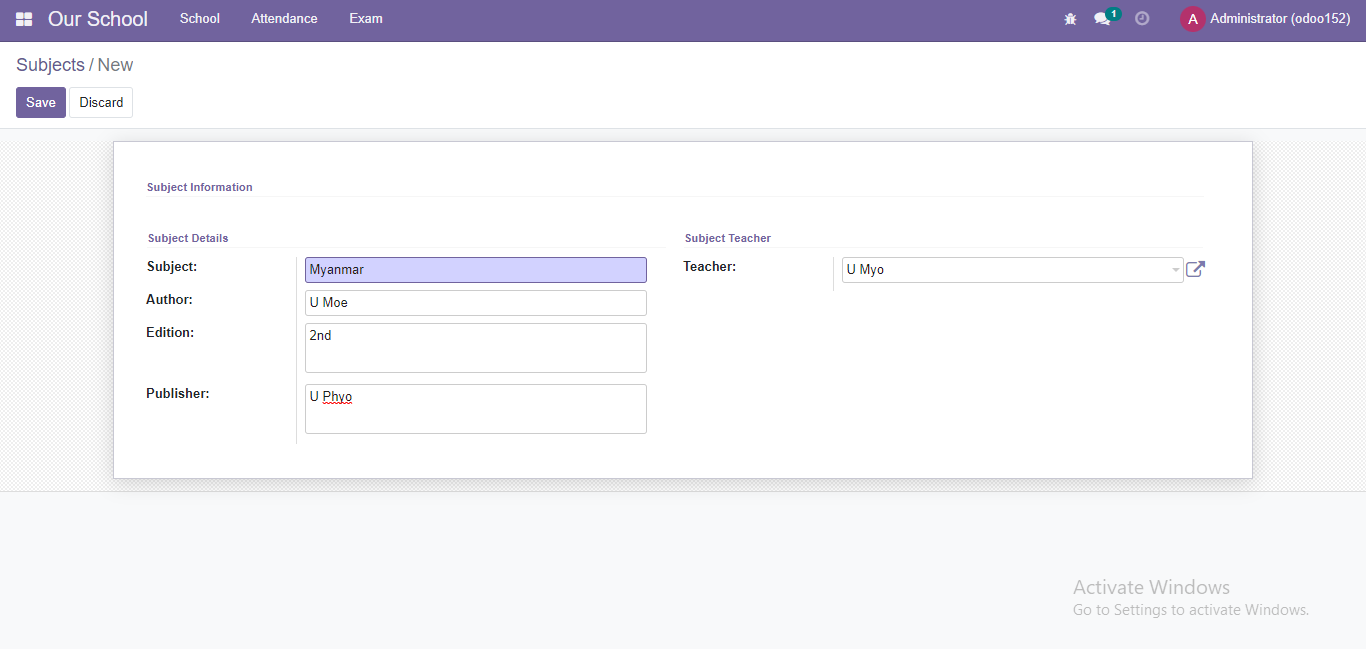 Our School School Attendance Exam 1 A Administrator (odoo152)
Subjects / New
Save Discard
Subject Information
Subject Details Subject Teacher
Subject: Myanmar Teacher: U Myo
Author: U Moe
Edition: 2nd
Publisher: U Phyo
Activate Windows
Go to Settings to activate Windows.